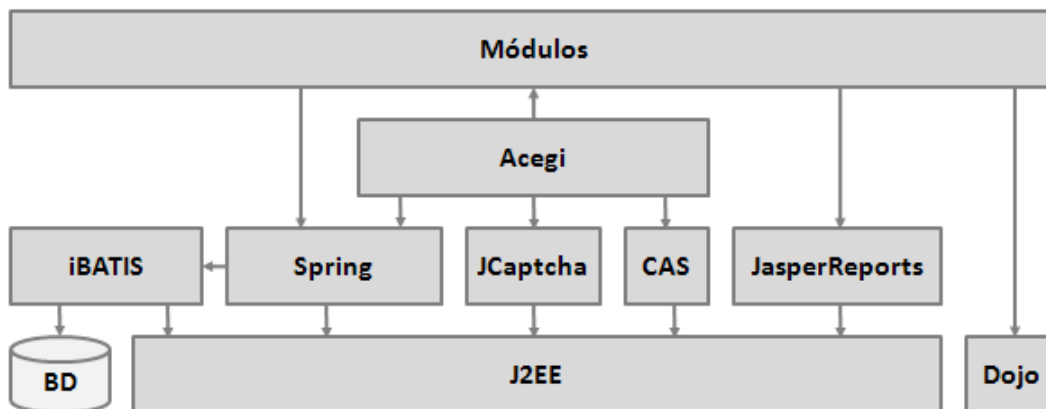 Módulos
Acegi
iBATIS
Spring
JCaptcha
CAS
JasperReports
BD
J2EE
Dojo